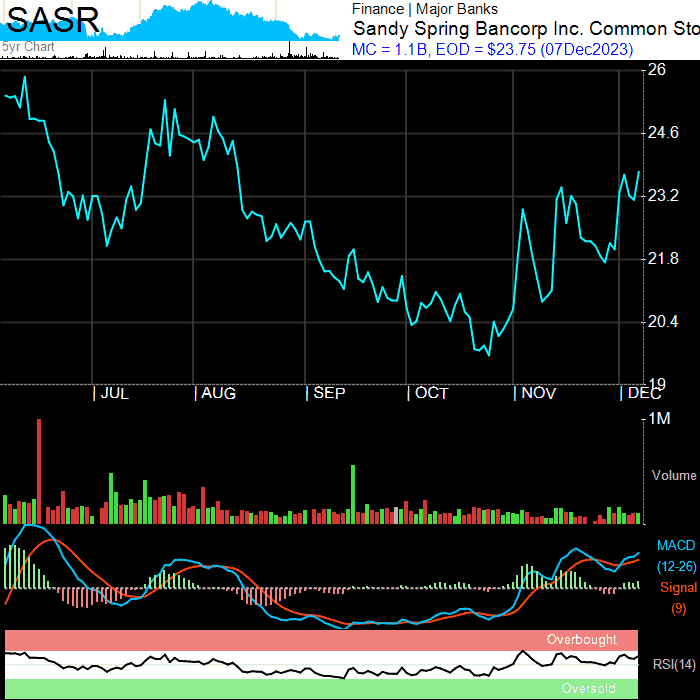 SASR
5yr Chart
Finance | Major Banks
Sandy Spring Bancorp Inc. Common Sto
MC = 1.1B, EOD = $23.75 (07Dec2023)
26
24.6
23.2
21.8
20.4
19
| JUL | AUG | SEP | OCT | NOV | DEC
1M
Volume
MACD
(12-26)
Signal
(9)
Overbought
RSI(14)
Oversold